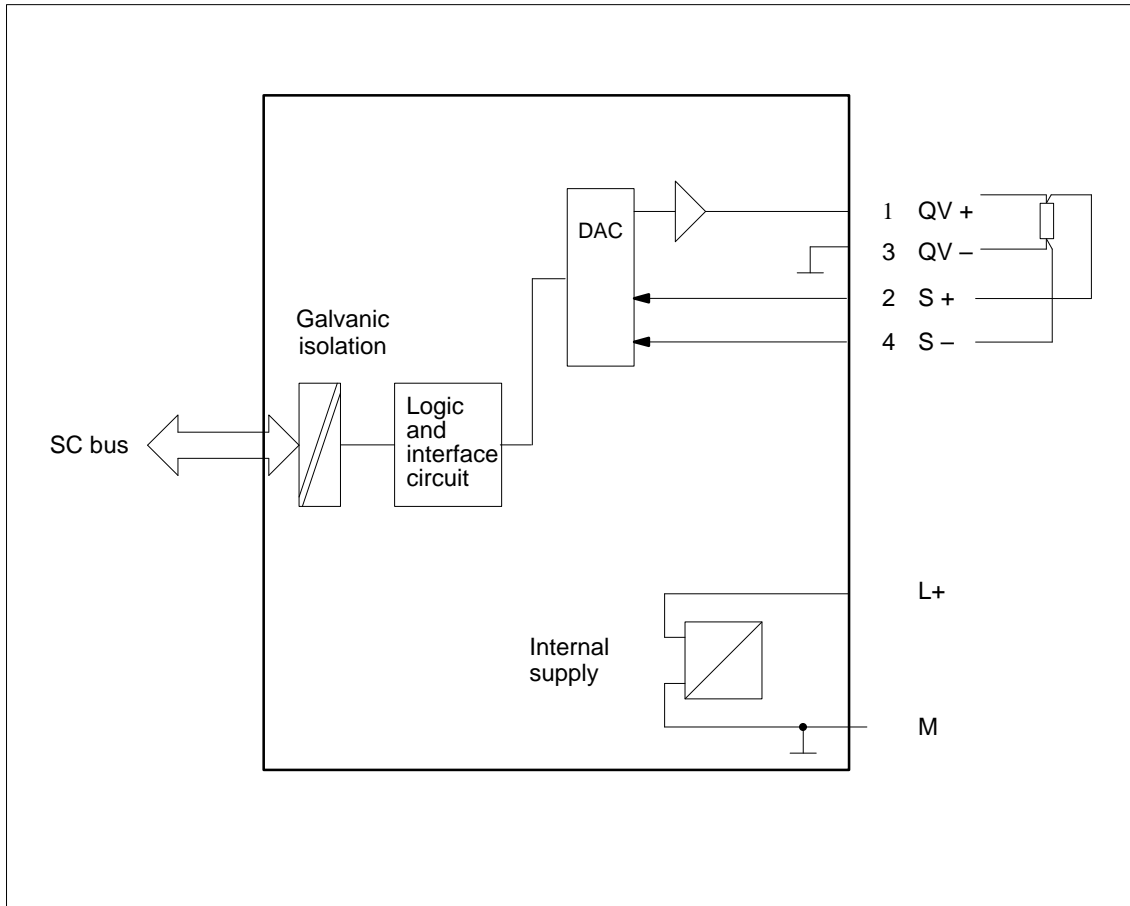 DAC
1 QV +
3 QV –
2 S +
4 S –
Galvanic
isolation
Logic
and
interface
circuit
SC bus
L+
Internal
supply
M